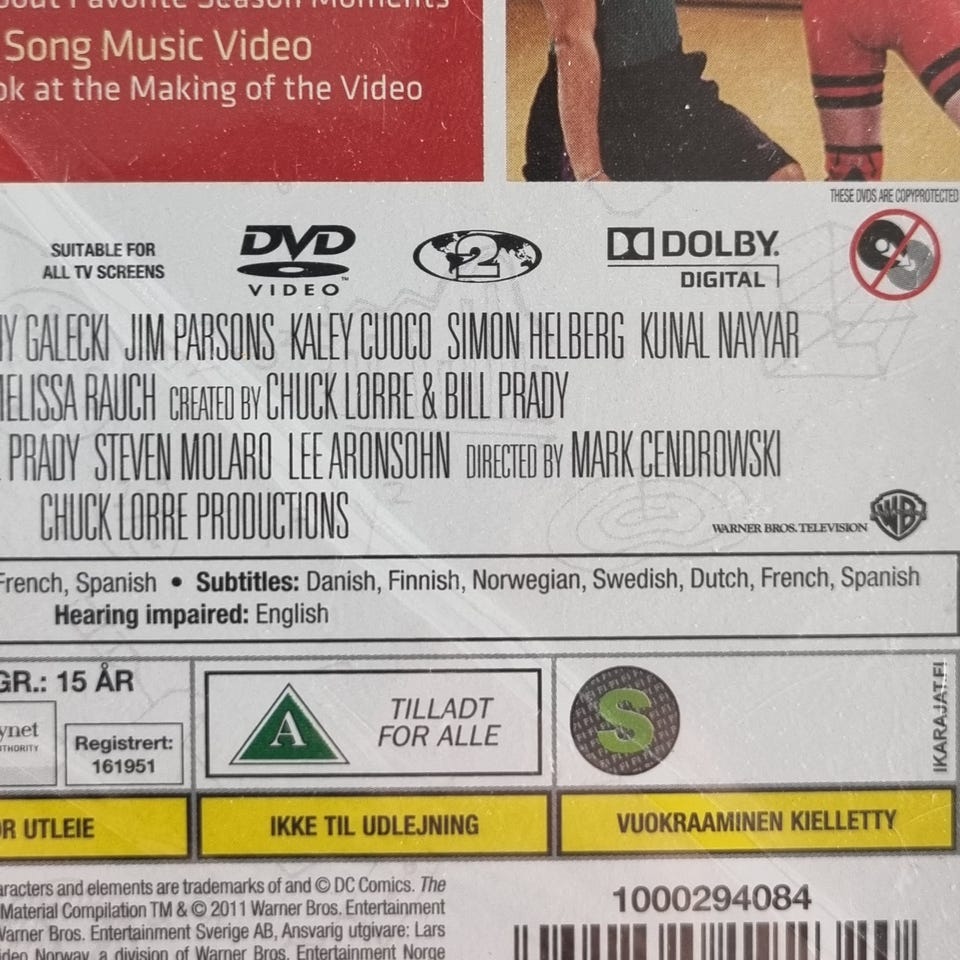 Favorite Season Moments
Song Music Video
at the Making of the Video
THESE DVDS ARE COPYPROTECTED
SUITABLE FOR
ALL TV SCREENS
DVD
VIDEO™
2
DOLBY.
DIGITAL
GALECKI JIM PARSONS KALEY CUOCO SIMON HELBERG KUNAL NAYYAR
MELISSA RAUCH CREATED BY CHUCK LORRE & BILL PRADY
PRADY STEVEN MOLARO LEE ARONSOHN DIRECTED BY MARK CENDROWSKI
CHUCK LORRE PRODUCTIONS
WARNER BROS. TELEVISION WB
French, Spanish • Subtitles: Danish, Finnish, Norwegian, Swedish, Dutch, French, Spanish
Hearing impaired: English
GR.: 15 ÅR
Registrert:
161951
A
TILLADT
FOR ALLE
S
IKARAJAT.FI
UTLEIE
IKKE TIL UDLEJNING
VUOKRAAMINEN KIELLETTY
and elements are trademarks of and © DC Comics. The
Material Compilation TM & © 2011 Warner Bros. Entertainment
Warner Bros. Entertainment Sverige AB, Ansvarig utgivare: Lars
Norway, a division of Warner Bros. Entertainment Norge
1000294084